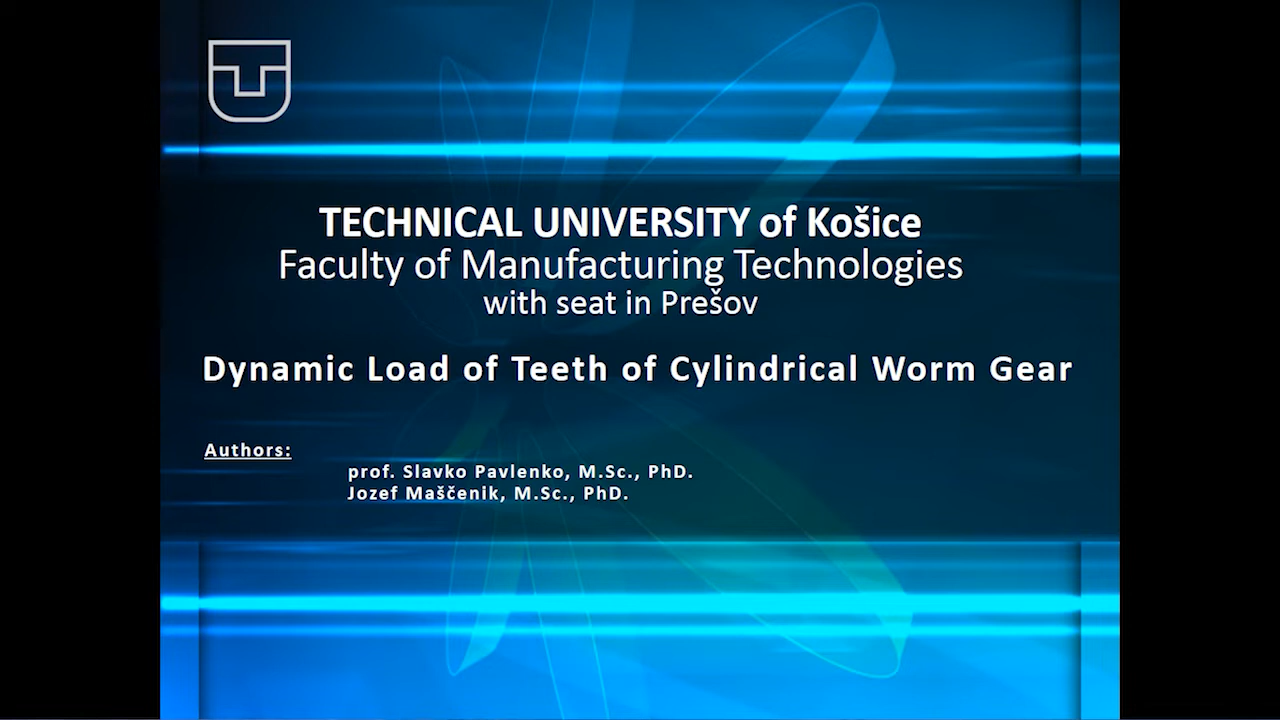 TECHNICAL UNIVERSITY of Košice
Faculty of Manufacturing Technologies
with seat in Prešov
Dynamic Load of Teeth of Cylindrical Worm Gear
Authors:
prof. Slavko Pavlenko, M.Sc., PhD.
Jozef Maščenik, M.Sc., PhD.